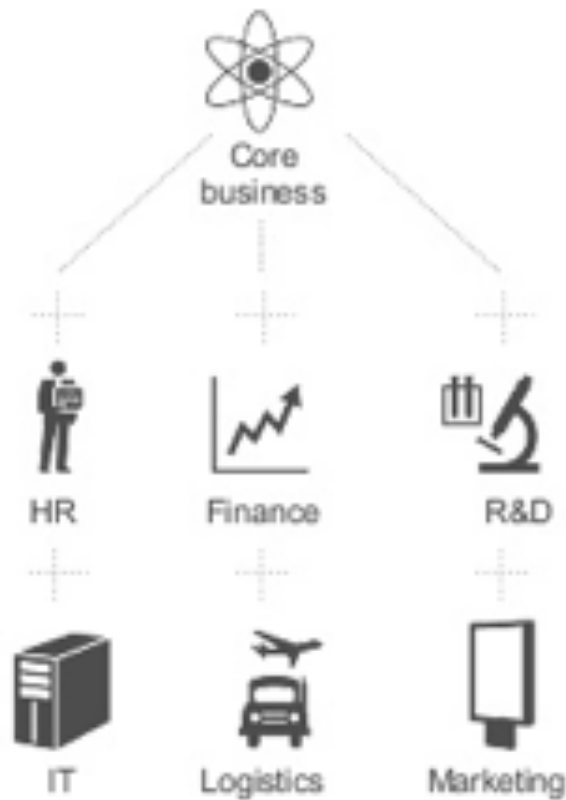 Core
business
HR
Finance
R&D
IT
Logistics
Marketing